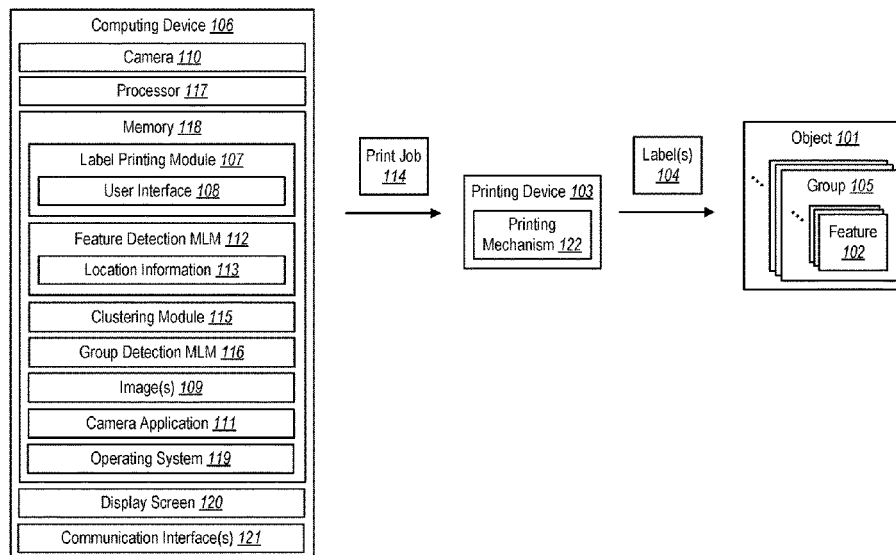 Computing Device 106
Camera 110
Processor 117
Memory 118
Label Printing Module 107
User Interface 108
Feature Detection MLM 112
Location Information 113
Clustering Module 115
Group Detection MLM 116
Image(s) 109
Camera Application 111
Operating System 119
Display Screen 120
Communication Interface(s) 121
Print Job
114
Printing Device 103
Printing
Mechanism 122
Label(s)
104
Object 101
Group 105
Feature
102